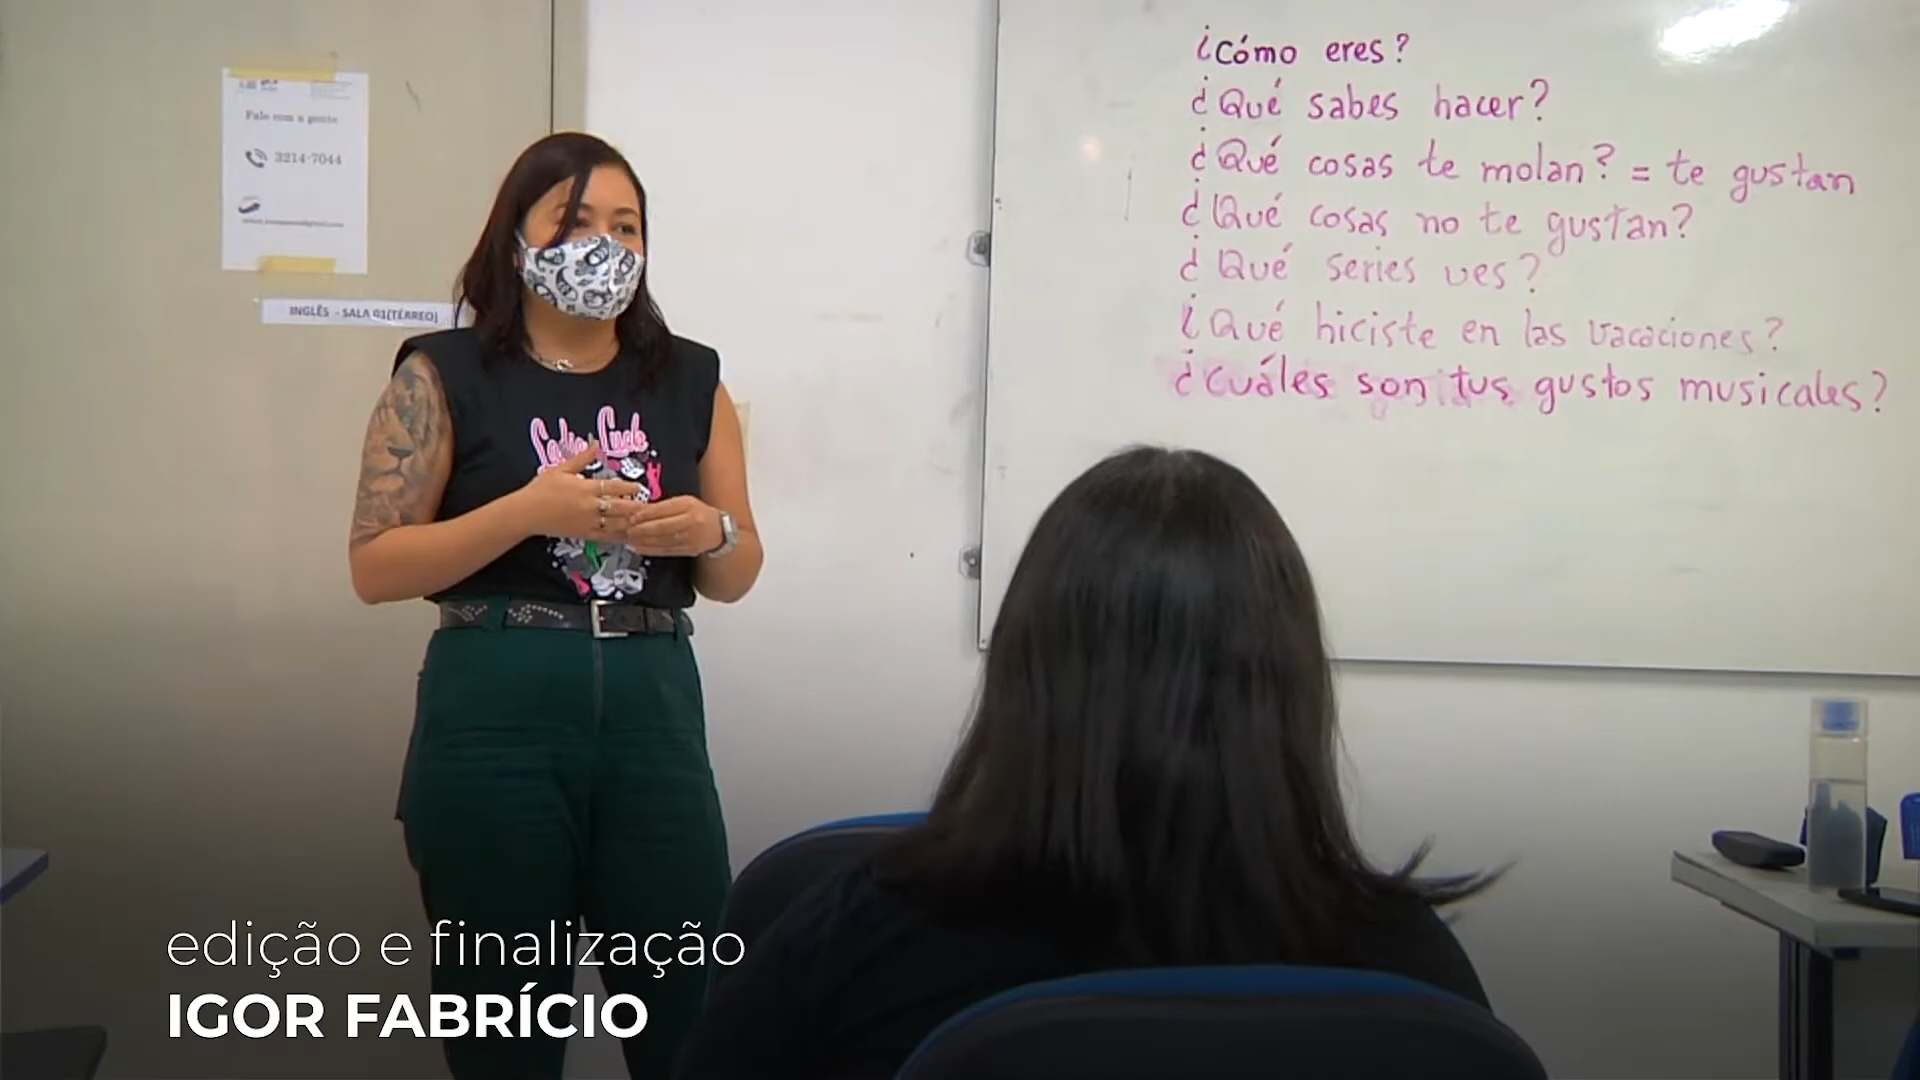 Fale com a gente
3214-7044
INGLÊS - SALA 01(TÉRREO)
¿Cómo eres?
¿Qué sabes hacer?
¿Qué cosas te molan? = te gustan
¿Qué cosas no te gustan?
¿Qué series ves?
¿Qué hiciste en las vacaciones?
¿Cuáles son tus gustos musicales?
edição e finalização
IGOR FABRÍCIO